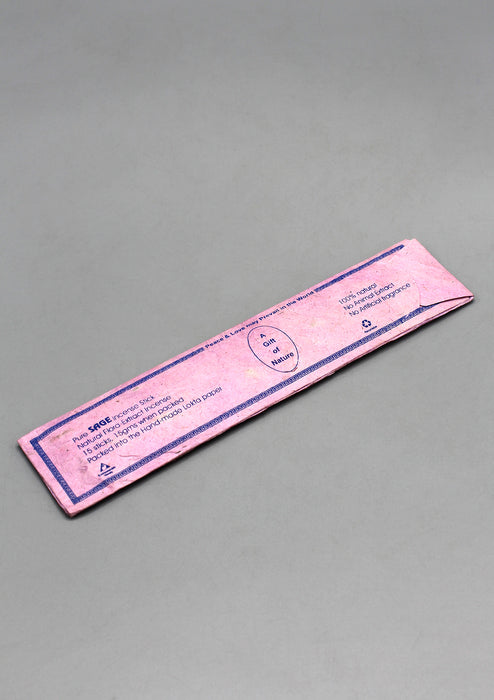 Peace & Love may Prevail in the World
Pure SAGE Incense Stick
Natural Flora Extract Incense
15 sticks, 15gms when packed
Packed into the Hand-made Lokta paper
A
Gift
of
Nature
100% natural
No Animal Extract
No Artificial fragrance